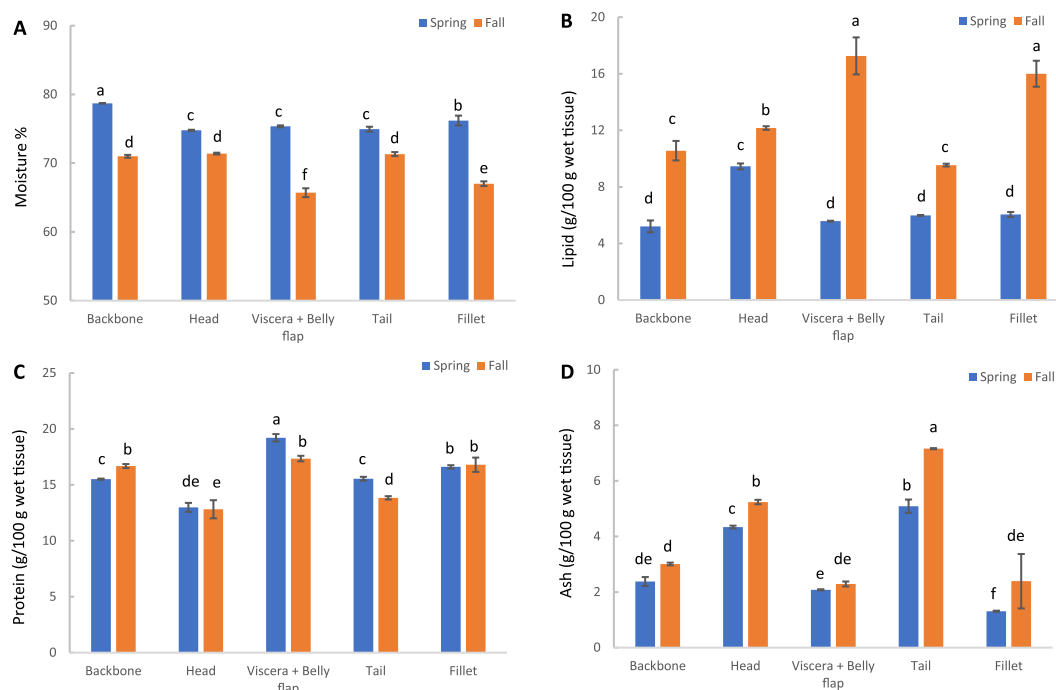 A
Spring Fall
Moisture %
90
80
70
60
50
a
d
c
d
c
f
c
d
b
e
Backbone Head Viscera + Belly flap Tail Fillet
B
Spring Fall
Lipid (g/100 g wet tissue)
20
16
12
8
4
0
d
c
c
b
d
a
d
c
d
a
Backbone Head Viscera + Belly flap Tail Fillet
C
Spring Fall
Protein (g/100 g wet tissue)
25
20
15
10
5
0
c
b
de
e
a
b
c
d
b
b
Backbone Head Viscera + Belly flap Tail Fillet
D
Spring Fall
Ash (g/100 g wet tissue)
10
8
6
4
2
0
de
d
c
b
e
de
b
a
f
de
Backbone Head Viscera + Belly flap Tail Fillet